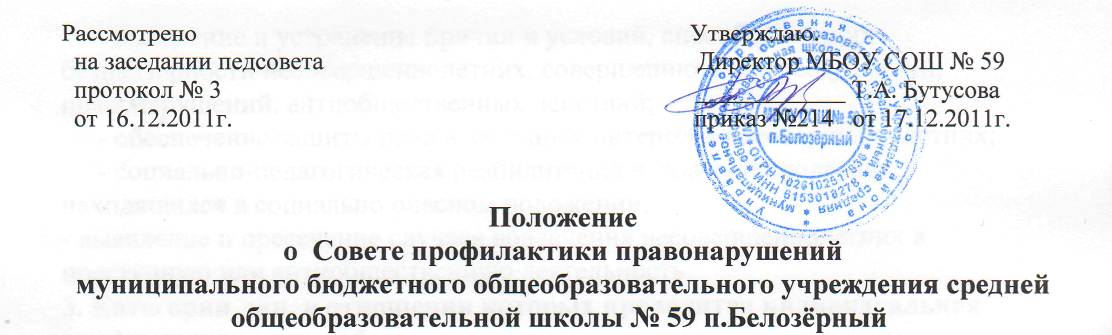 Рассмотрено
на заседании педсовета
протокол № 3
от 16.12.2011г.
Утверждаю.
Директор МБОУ СОШ № 59
Т.А. Бутусова
приказ №214 от 17.12.2011г.
п.Белозёрный
Положение
о Совете профилактики правонарушений
муниципального бюджетного общеобразовательного учреждения средней
общеобразовательной школы № 59 п.Белозёрный